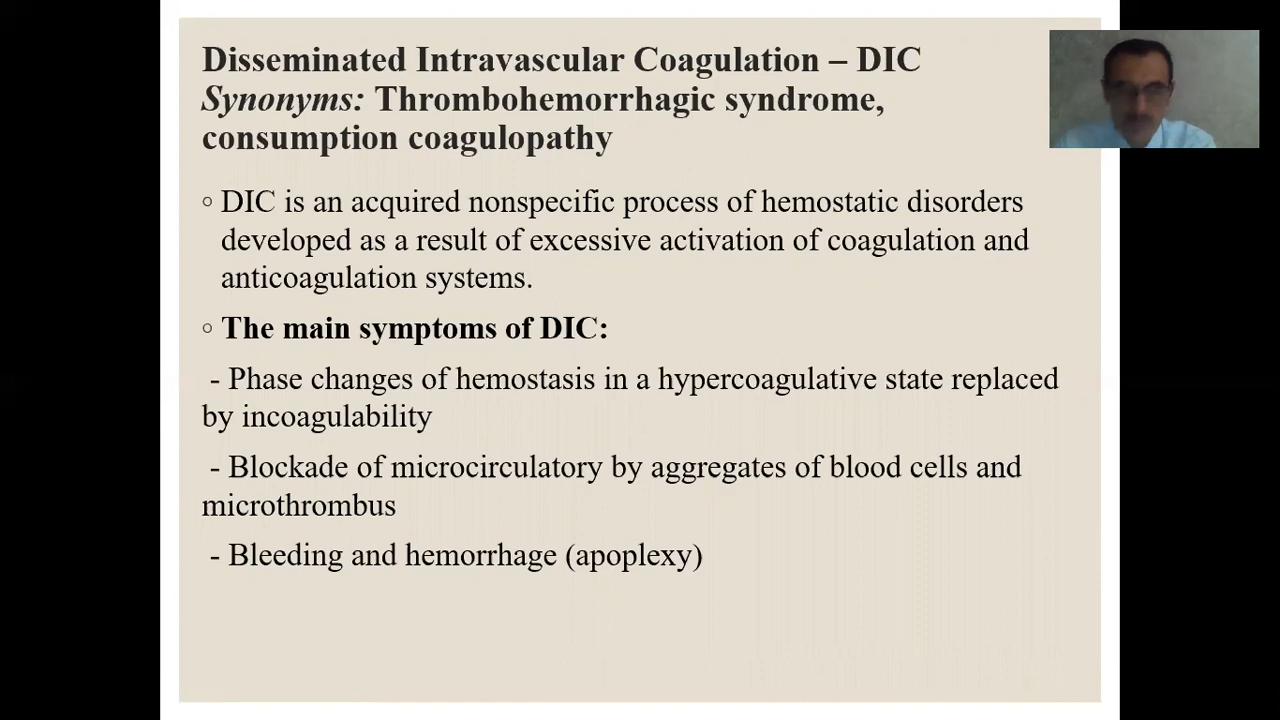 Disseminated Intravascular Coagulation – DIC
Synonyms: Thrombohemorrhagic syndrome,
consumption coagulopathy
◦ DIC is an acquired nonspecific process of hemostatic disorders
developed as a result of excessive activation of coagulation and
anticoagulation systems.
◦ The main symptoms of DIC:
- Phase changes of hemostasis in a hypercoagulative state replaced
by incoagulability
- Blockade of microcirculatory by aggregates of blood cells and
microthrombus
- Bleeding and hemorrhage (apoplexy)